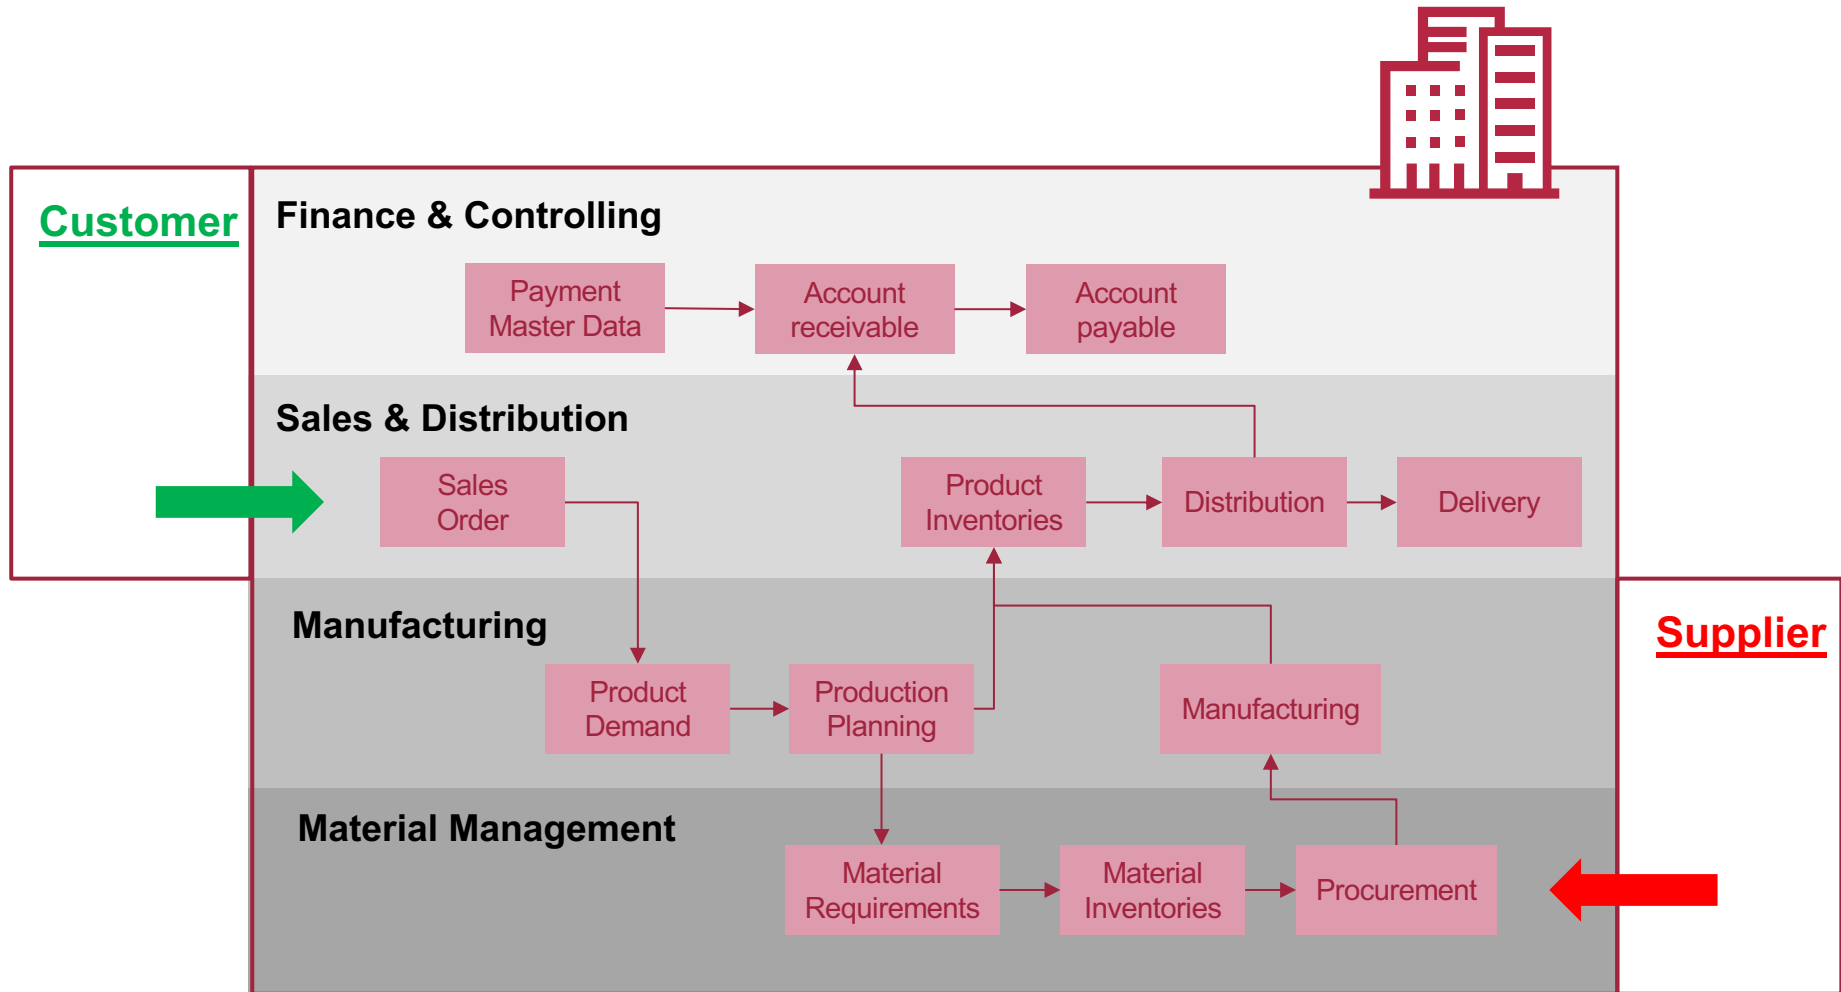 Customer
Finance & Controlling
Payment
Master Data
Account
receivable
Account
payable
Sales & Distribution
Sales
Order
Product
Inventories
Distribution
Delivery
Manufacturing
Supplier
Product
Demand
Production
Planning
Manufacturing
Material Management
Material
Requirements
Material
Inventories
Procurement